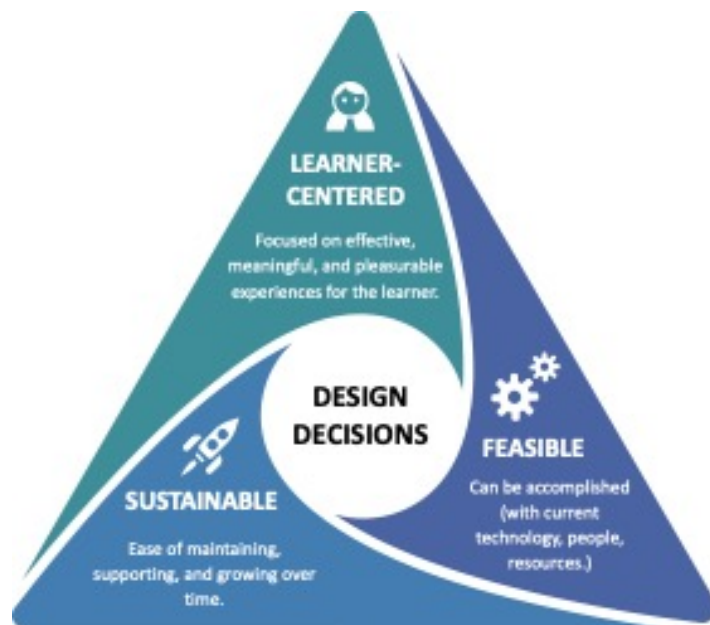 LEARNER-
CENTERED
Focused on effective,
meaningful, and pleasurable
experiences for the learner.
DESIGN
DECISIONS
FEASIBLE
Can be accomplished
(with current
technology, people,
resources.)
SUSTAINABLE
Ease of maintaining,
supporting, and growing over
time.